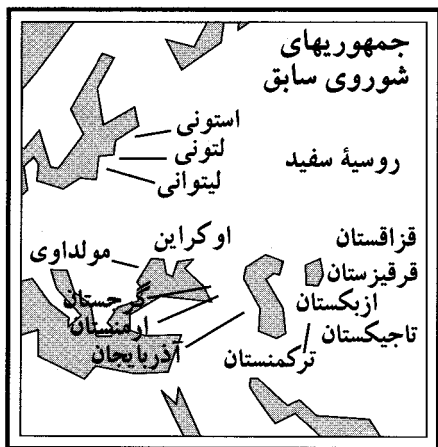 جمهوریهای
شوروی سابق
استونی
لتونی
لیتوانی
روسیهٔ سفید
اوکراین
مولداوی
قزاقستان
قرقیزستان
گرجستان
ازبکستان
ارمنستان
تاجیکستان
آذربایجان
ترکمنستان